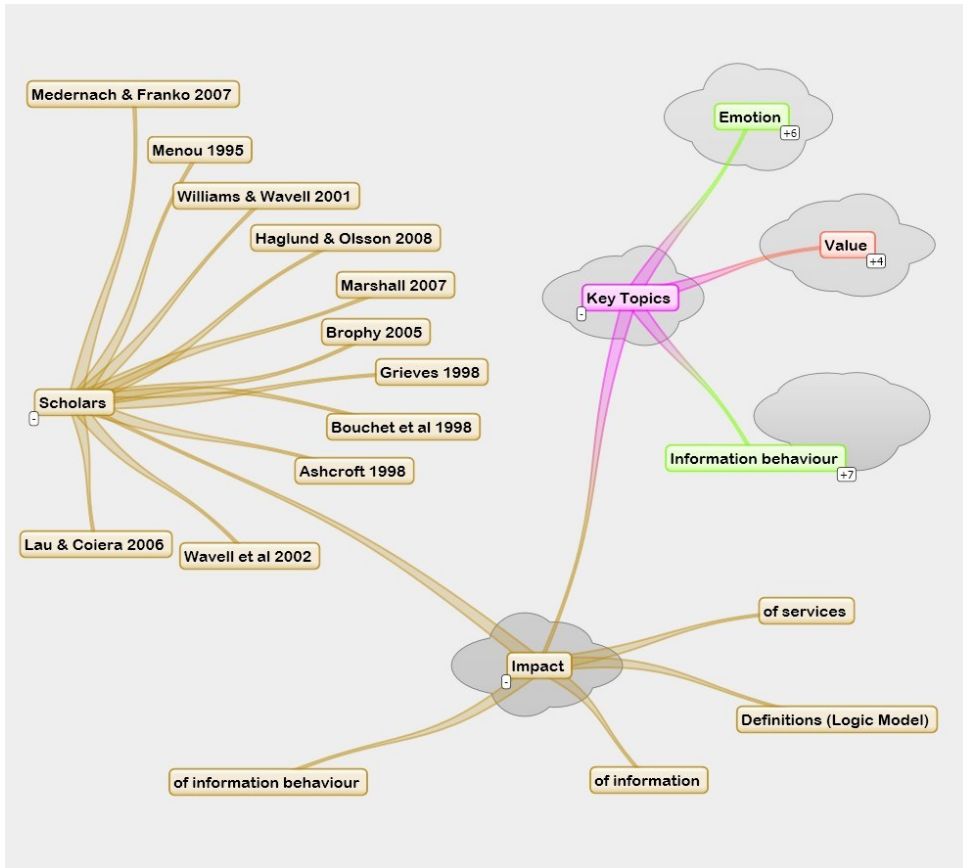 Medernach & Franko 2007
Menou 1995
Williams & Wavell 2001
Haglund & Olsson 2008
Marshall 2007
Brophy 2005
Grieves 1998
Scholars
-
Bouchet et al 1998
Ashcroft 1998
Lau & Coiera 2006
Wavell et al 2002
Emotion
+6
Value
+4
Key Topics
-
Information behaviour
+7
Impact
-
of services
Definitions (Logic Model)
of information
of information behaviour